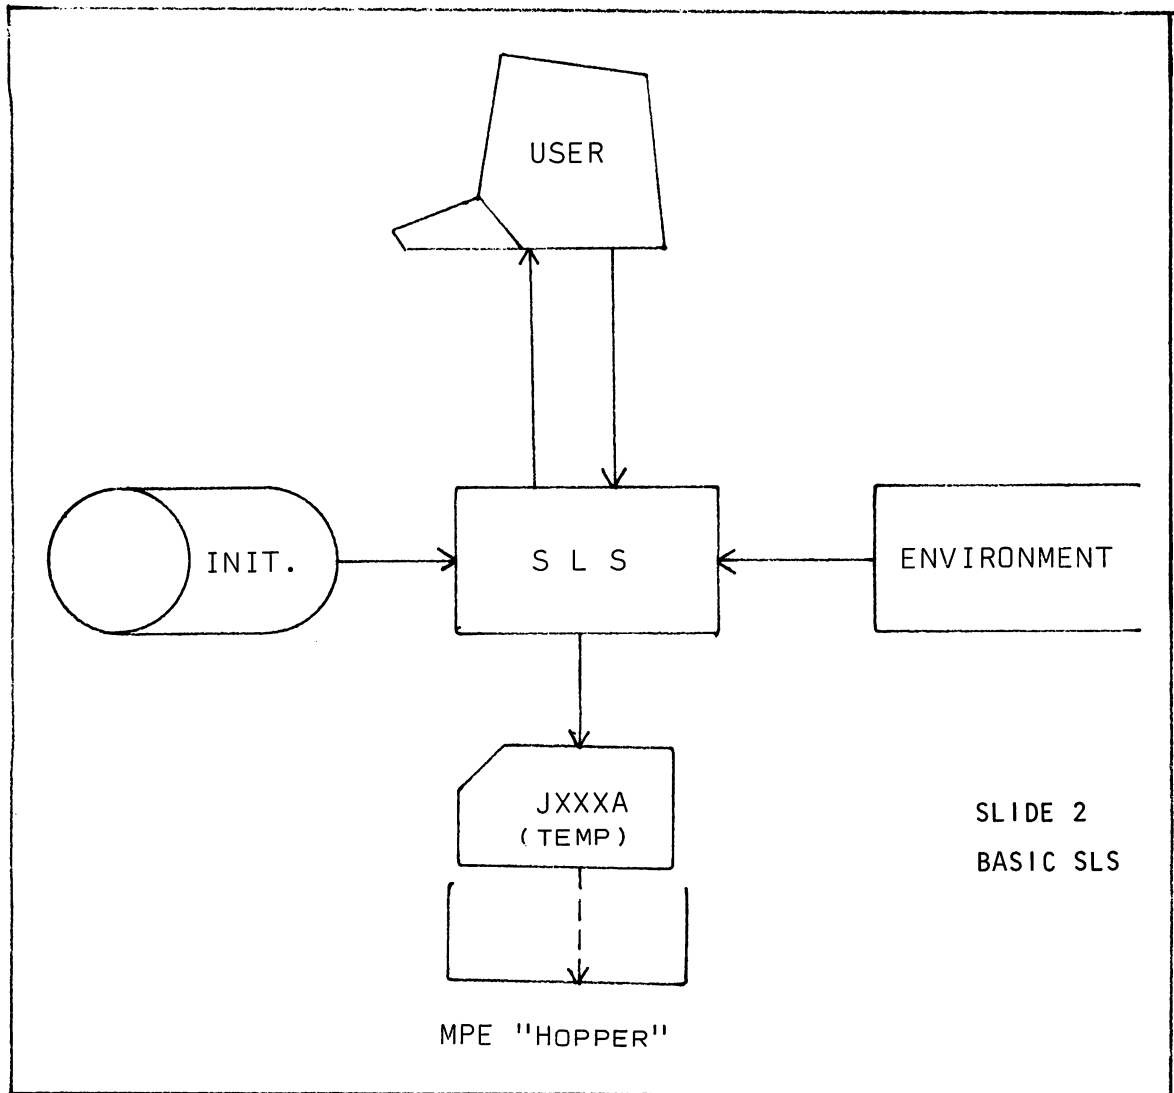 USER
INIT.
S L S
ENVIRONMENT
JXXXA
(TEMP)
SLIDE 2
BASIC SLS
MPE "HOPPER"